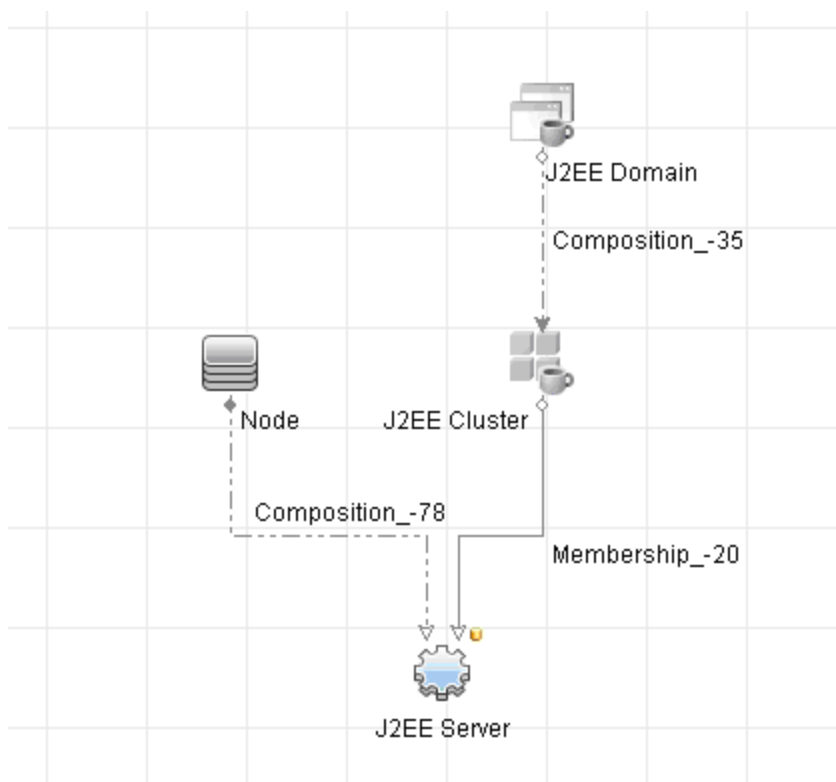 J2EE Domain
Composition_-35
Node
J2EE Cluster
Composition_-78
Membership_-20
J2EE Server